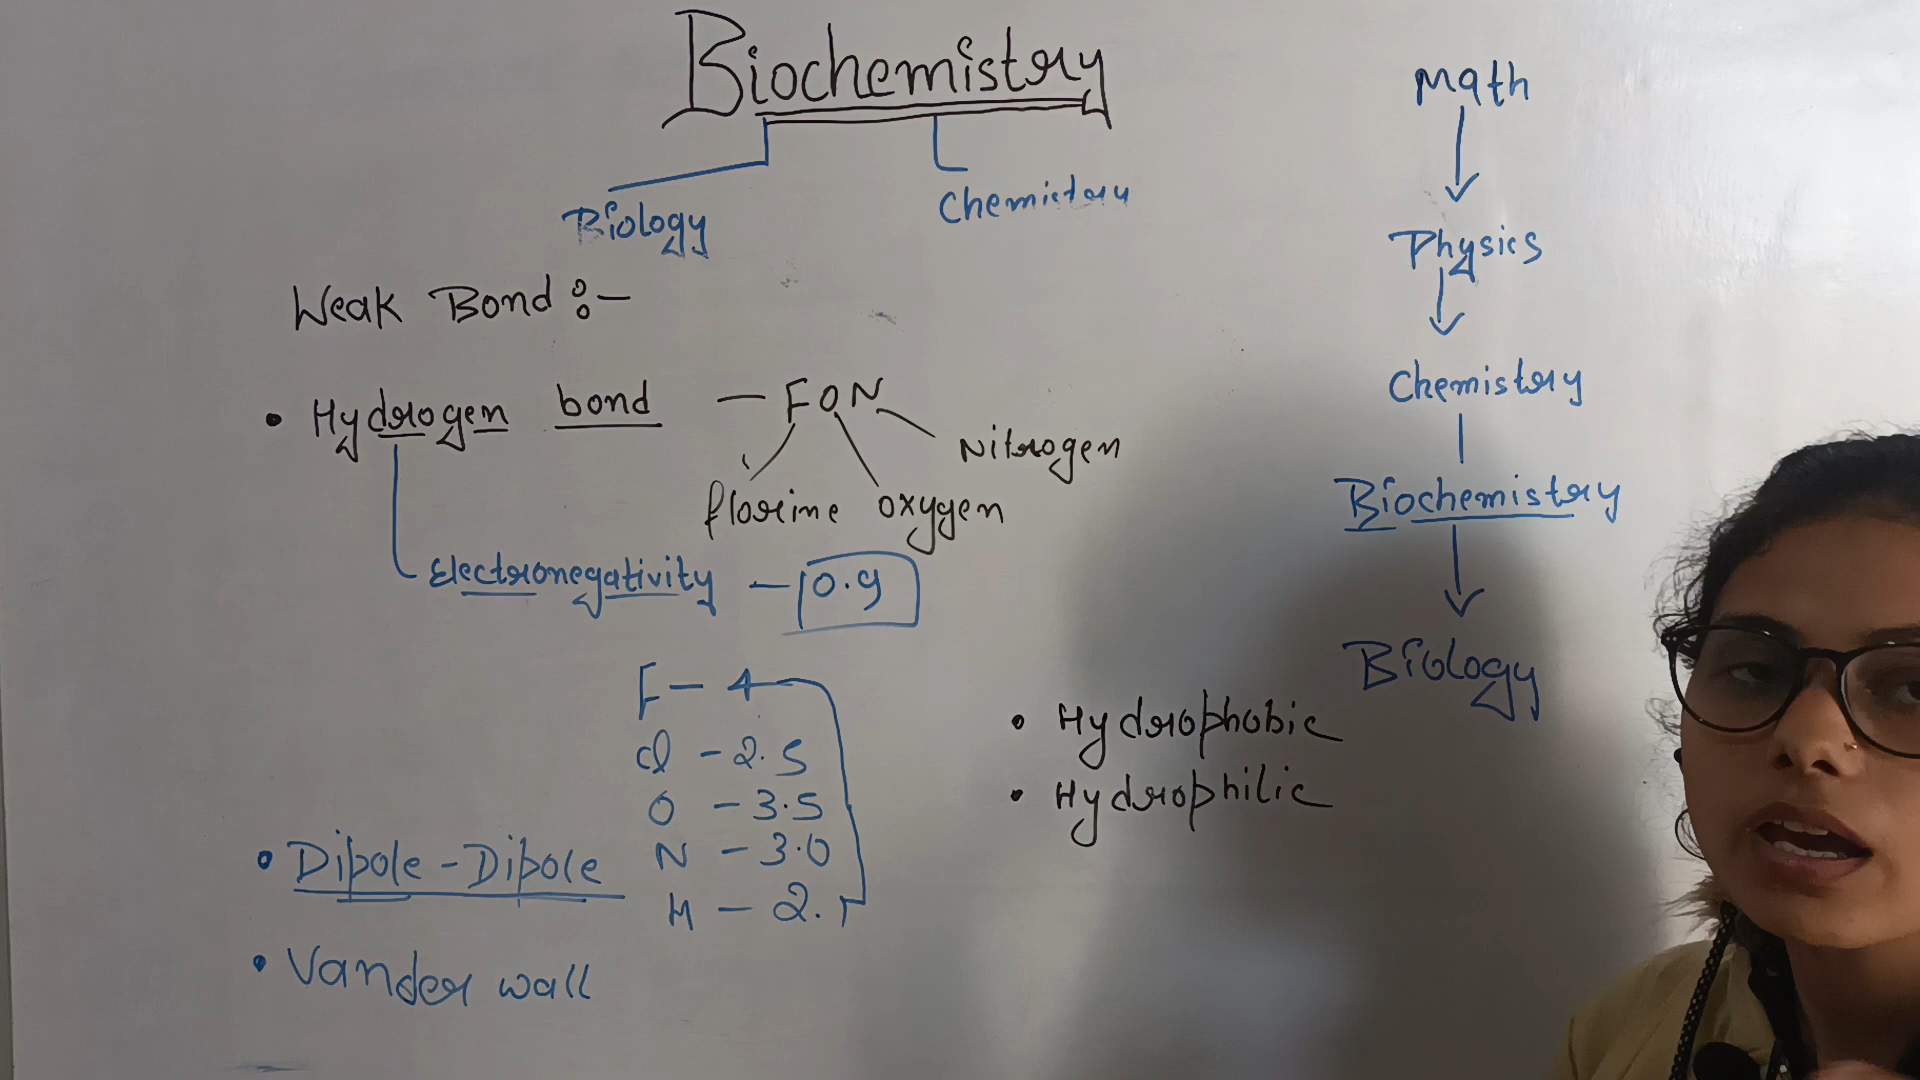 Biochemistry
Biology
Chemistry
Weak Bond :-
• Hydrogen bond — FON
Nitrogen
florine oxygen
Electronegativity — 0.9
F - 4
Cl - 2.5
O - 3.5
N - 3.0
H - 2.1
• Dipole - Dipole
• Vander wall
• Hydrophobic
• Hydrophilic
Math
Physics
Chemistry
Biochemistry
Biology